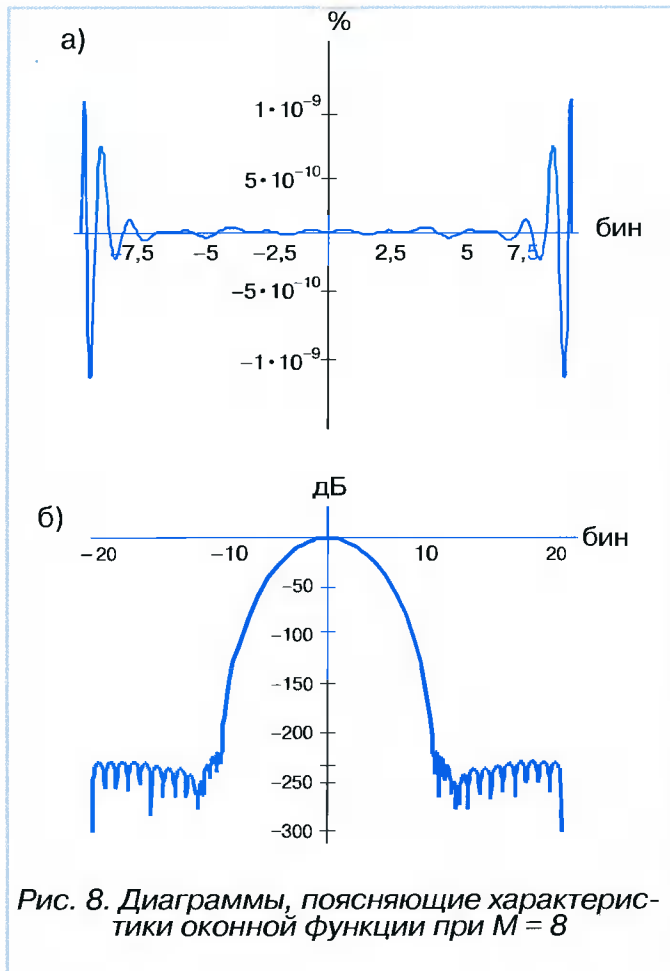 а)
%
1•10⁻⁹
5•10⁻¹⁰
бин
−7,5 −5 −2,5 2,5 5 7,5
−5•10⁻¹⁰
−1•10⁻⁹
б)
дБ
−20 −10 10 20 бин
−50
−100
−150
−200
−250
−300
Рис. 8. Диаграммы, поясняющие характерис-
тики оконной функции при M = 8